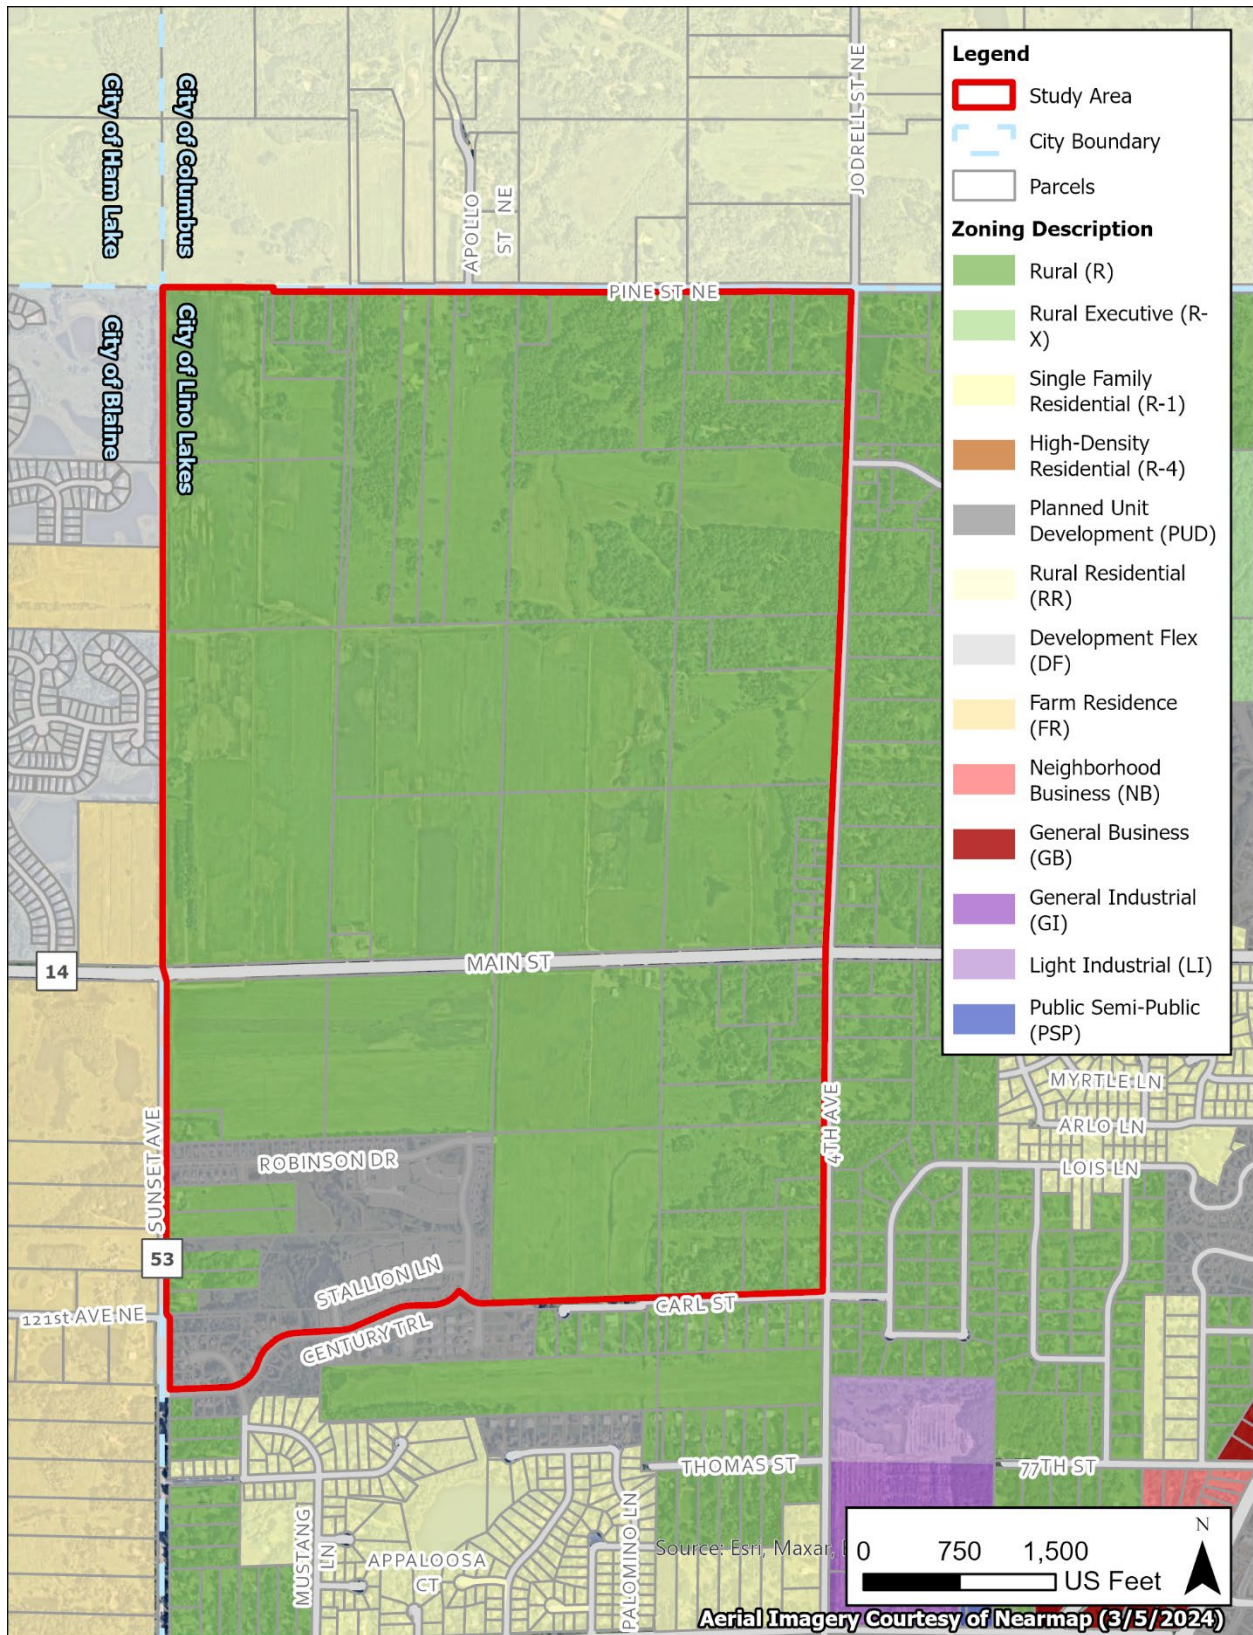 City of Ham Lake
City of Columbus
APOLLO
ST NE
JODRELL ST NE
PINE ST NE
City of Blaine
City of Lino Lakes
14
MAIN ST
SUNSET AVE
ROBINSON DR
4TH AVE
MYRTLE LN
ARLO LN
LOIS LN
53
STALLION LN
121st AVE NE
CENTURY TRL
CARL ST
THOMAS ST
77TH ST
MUSTANG
LN
APPALOOSA
CT
PALOMINO LN
Legend
Study Area
City Boundary
Parcels
Zoning Description
Rural (R)
Rural Executive (R-
X)
Single Family
Residential (R-1)
High-Density
Residential (R-4)
Planned Unit
Development (PUD)
Rural Residential
(RR)
Development Flex
(DF)
Farm Residence
(FR)
Neighborhood
Business (NB)
General Business
(GB)
General Industrial
(GI)
Light Industrial (LI)
Public Semi-Public
(PSP)
Source: Esri, Maxar,
0 750 1,500
US Feet
N
Aerial Imagery Courtesy of Nearmap (3/5/2024)